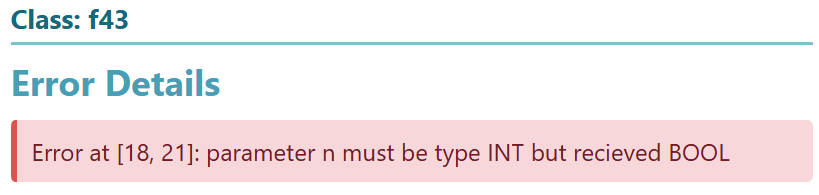 Class: f43
Error Details
Error at [18, 21]: parameter n must be type INT but recieved BOOL